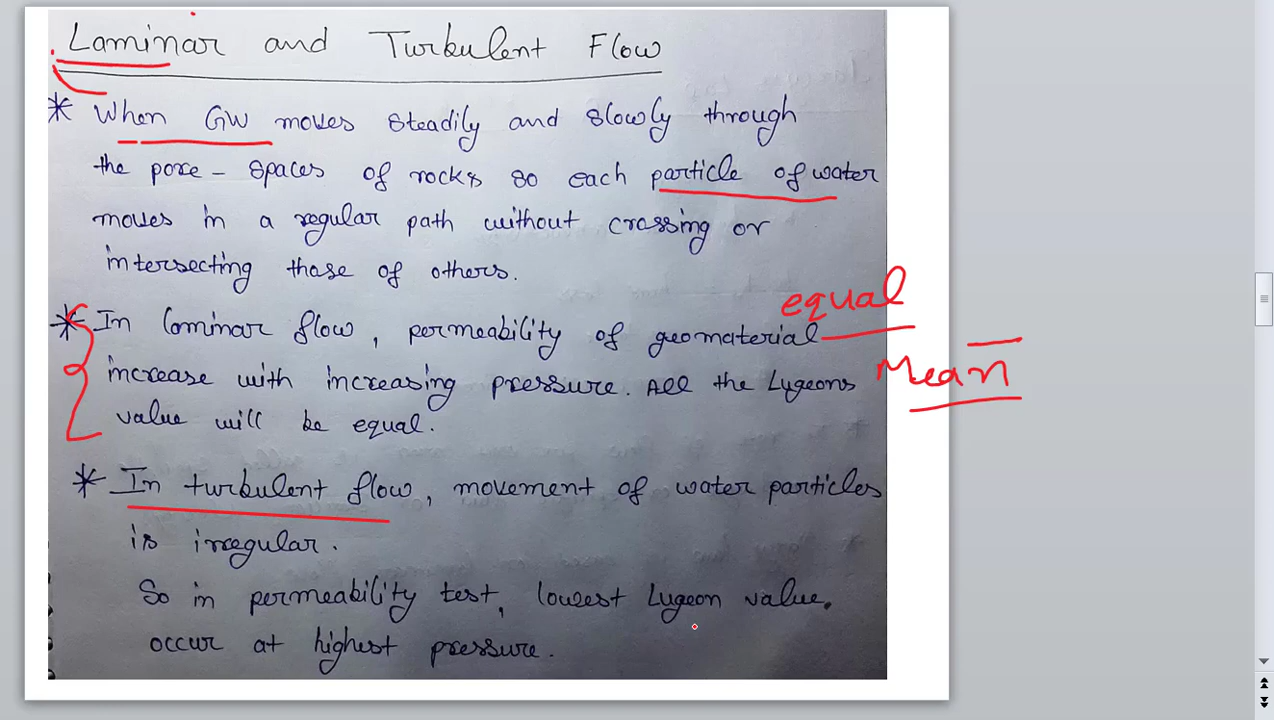 Laminar and Turbulent Flow
* When GW moves steadily and slowly through
the pore - spaces of rocks so each particle of water
moves in a regular path without crossing or
intersecting those of others.
equal
* In laminar flow, permeability of geomaterial
Mean
increase with increasing pressure. All the Lygeons
value will be equal.
* In turbulent flow, movement of water particles
is irregular.
So in permeability test, lowest Lugeon value.
occur at highest pressure.